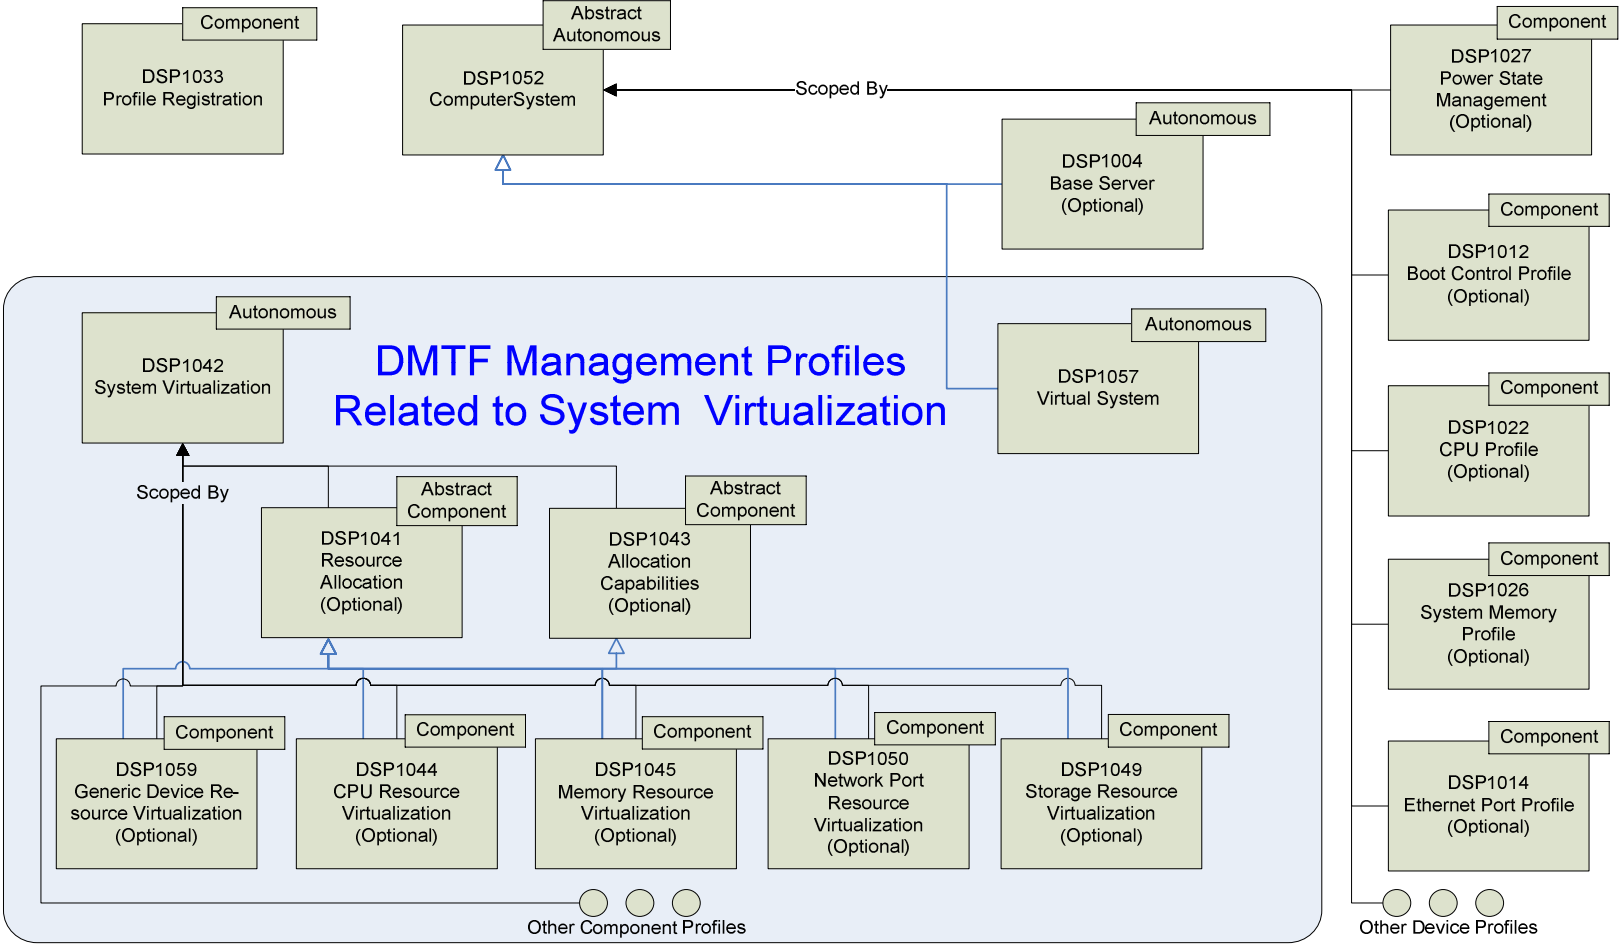 Component
DSP1033
Profile Registration
Abstract
Autonomous
DSP1052
ComputerSystem
Scoped By
Component
DSP1027
Power State
Management
(Optional)
Autonomous
DSP1004
Base Server
(Optional)
Component
DSP1012
Boot Control Profile
(Optional)
Autonomous
DSP1042
System Virtualization
DMTF Management Profiles
Related to System Virtualization
Autonomous
DSP1057
Virtual System
Component
DSP1022
CPU Profile
(Optional)
Scoped By
Abstract
Component
DSP1041
Resource
Allocation
(Optional)
Abstract
Component
DSP1043
Allocation
Capabilities
(Optional)
Component
DSP1026
System Memory
Profile
(Optional)
Component
DSP1059
Generic Device Re-
source Virtualization
(Optional)
Component
DSP1044
CPU Resource
Virtualization
(Optional)
Component
DSP1045
Memory Resource
Virtualization
(Optional)
Component
DSP1050
Network Port
Resource
Virtualization
(Optional)
Component
DSP1049
Storage Resource
Virtualization
(Optional)
Component
DSP1014
Ethernet Port Profile
(Optional)
Other Component Profiles
Other Device Profiles